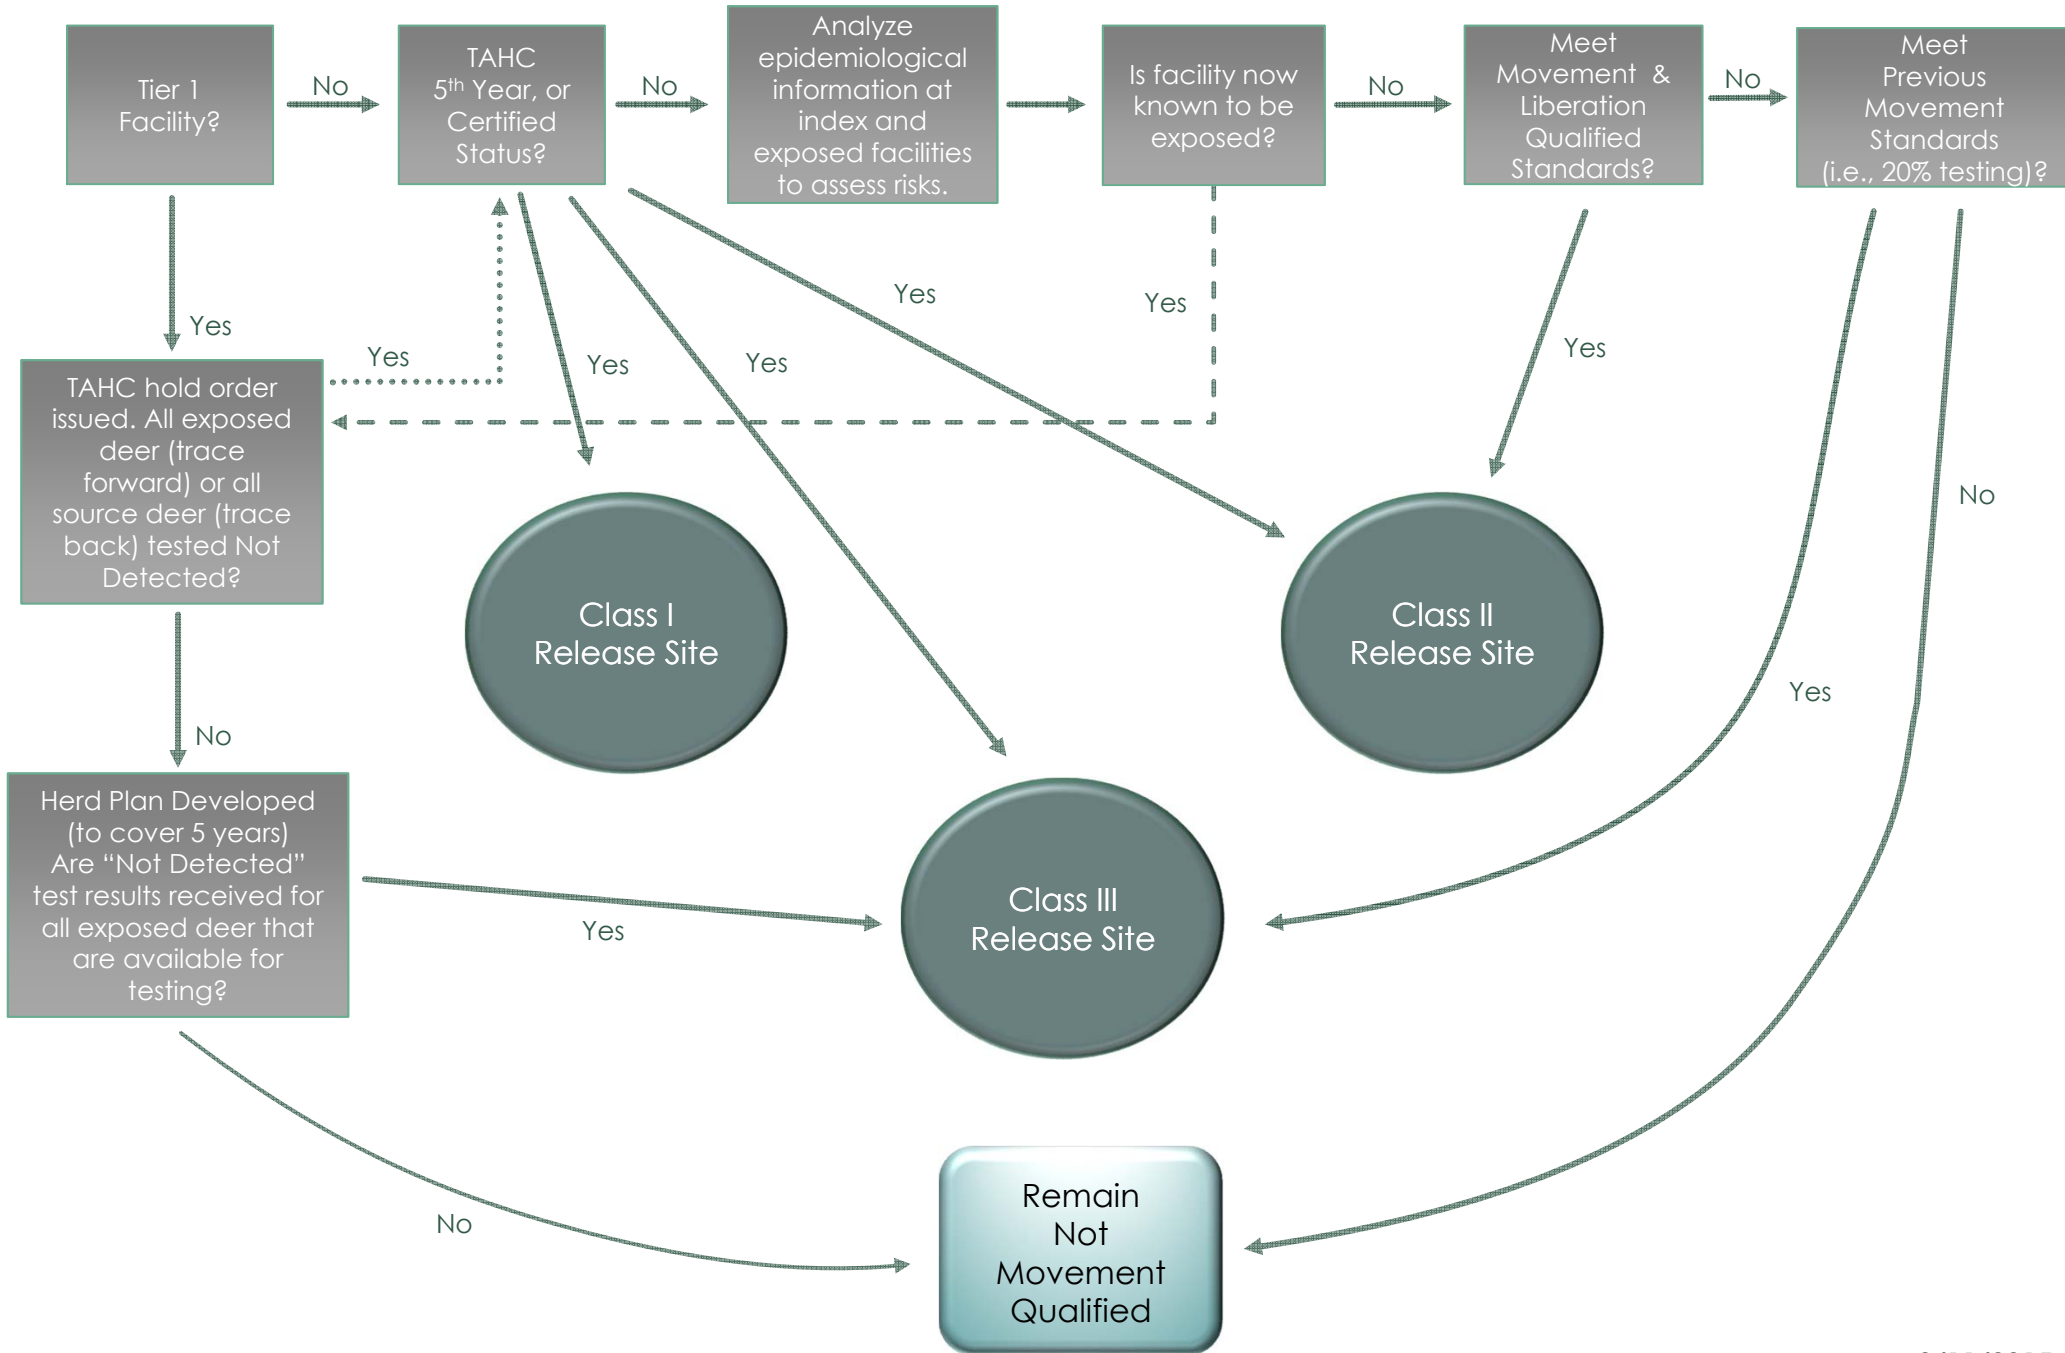 Tier 1
Facility?
No
TAHC
5th Year, or
Certified
Status?
No
Analyze
epidemiological
information at
index and
exposed facilities
to assess risks.
Is facility now
known to be
exposed?
No
Meet
Movement &
Liberation
Qualified
Standards?
No
Meet
Previous
Movement
Standards
(i.e., 20% testing)?
Yes
Yes
Yes
Yes
Yes
Yes
Yes
TAHC hold order
issued. All exposed
deer (trace
forward) or all
source deer (trace
back) tested Not
Detected?
No
Class I
Release Site
Class II
Release Site
Yes
No
Herd Plan Developed
(to cover 5 years)
Are “Not Detected”
test results received for
all exposed deer that
are available for
testing?
Yes
Class III
Release Site
No
Remain
Not
Movement
Qualified